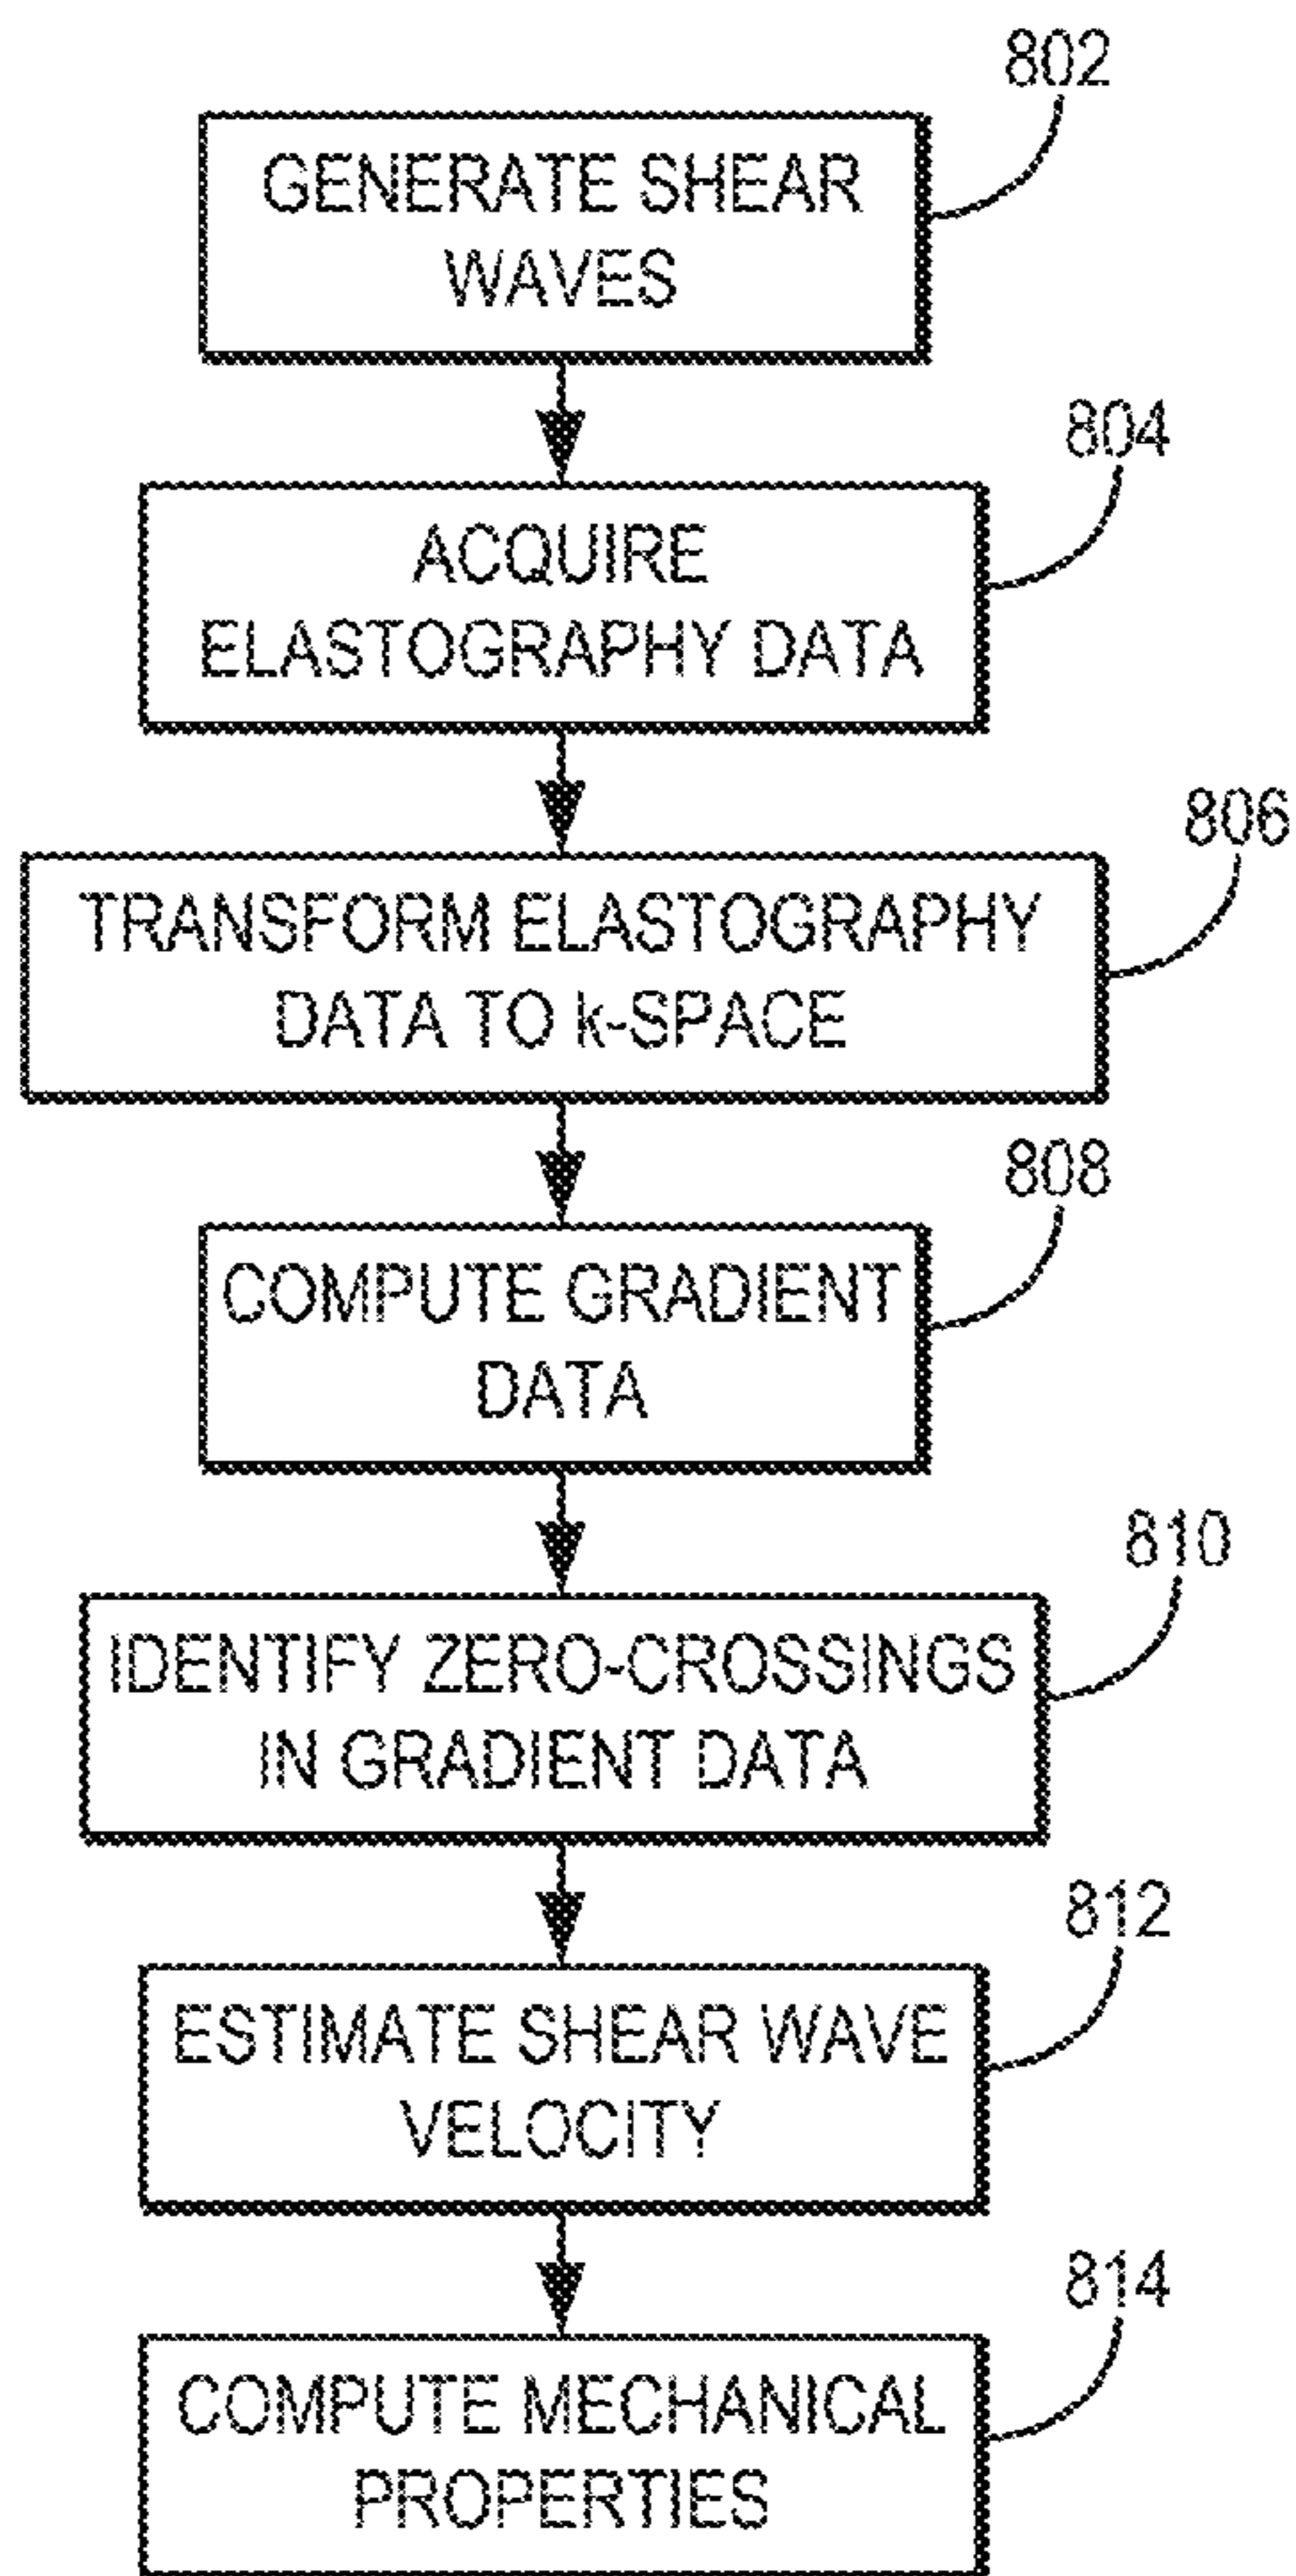 802
GENERATE SHEAR
WAVES
804
ACQUIRE
ELASTOGRAPHY DATA
806
TRANSFORM ELASTOGRAPHY
DATA TO k-SPACE
808
COMPUTE GRADIENT
DATA
810
IDENTIFY ZERO-CROSSINGS
IN GRADIENT DATA
812
ESTIMATE SHEAR WAVE
VELOCITY
814
COMPUTE MECHANICAL
PROPERTIES